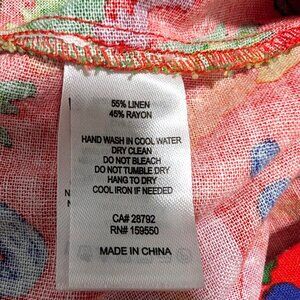 55% LINEN
45% RAYON
HAND WASH IN COOL WATER
DRY CLEAN
DO NOT BLEACH
DO NOT TUMBLE DRY
HANG TO DRY
COOL IRON IF NEEDED
CA# 28792
RN# 159550
MADE IN CHINA